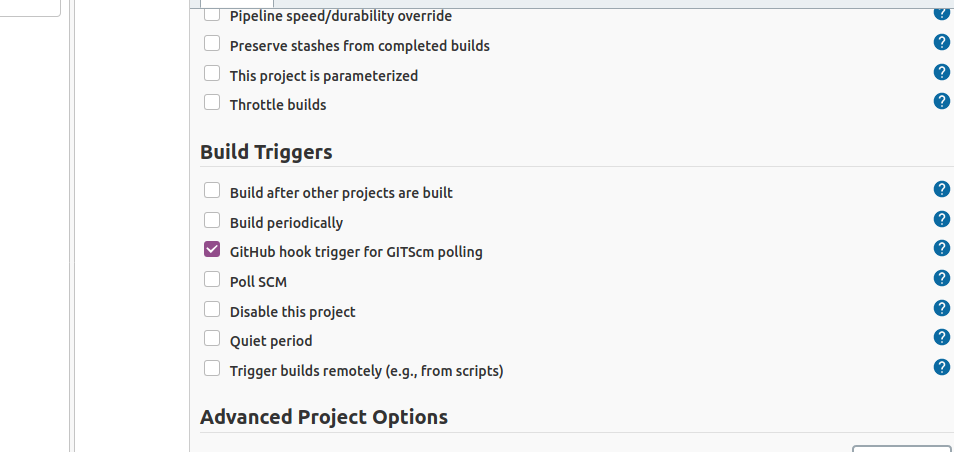 Pipeline speed/durability override
Preserve stashes from completed builds
This project is parameterized
Throttle builds
Build Triggers
Build after other projects are built
Build periodically
GitHub hook trigger for GITScm polling
Poll SCM
Disable this project
Quiet period
Trigger builds remotely (e.g., from scripts)
Advanced Project Options